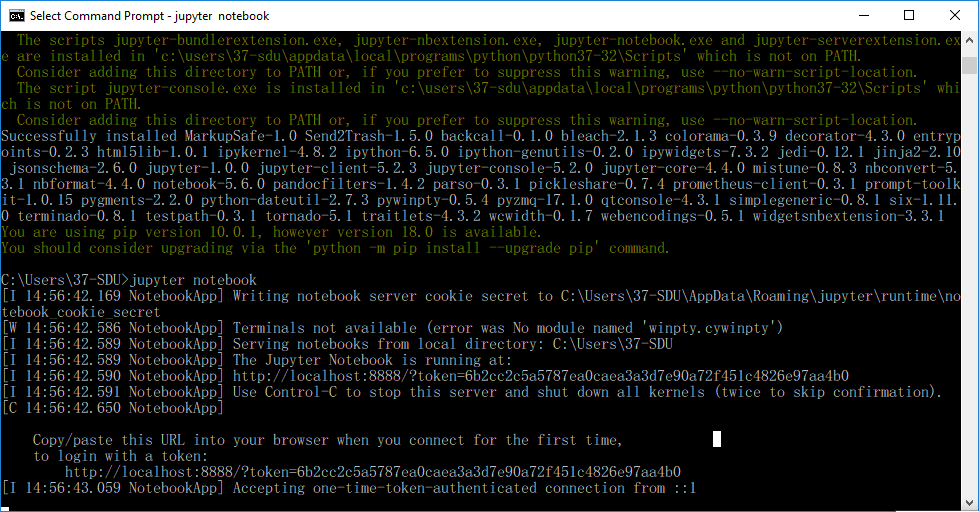 Select Command Prompt - jupyter notebook
The scripts jupyter-bundlerextension.exe, jupyter-nbextension.exe, jupyter-notebook.exe and jupyter-serverextension.ex
e are installed in 'c:\users\37-sdu\appdata\local\programs\python\python37-32\Scripts' which is not on PATH.
Consider adding this directory to PATH or, if you prefer to suppress this warning, use --no-warn-script-location.
The script jupyter-console.exe is installed in 'c:\users\37-sdu\appdata\local\programs\python\python37-32\Scripts' whi
ch is not on PATH.
Consider adding this directory to PATH or, if you prefer to suppress this warning, use --no-warn-script-location.
Successfully installed MarkupSafe-1.0 Send2Trash-1.5.0 backcall-0.1.0 bleach-2.1.3 colorama-0.3.9 decorator-4.3.0 entryp
oints-0.2.3 html5lib-1.0.1 ipykernel-4.8.2 ipython-6.5.0 ipython-genutils-0.2.0 ipywidgets-7.3.2 jedi-0.12.1 jinja2-2.10
jsonschema-2.6.0 jupyter-1.0.0 jupyter-client-5.2.3 jupyter-console-5.2.0 jupyter-core-4.4.0 mistune-0.8.3 nbconvert-5.
3.1 nbformat-4.4.0 notebook-5.6.0 pandocfilters-1.4.2 parso-0.3.1 pickleshare-0.7.4 prometheus-client-0.3.1 prompt-toolk
it-1.0.15 pygments-2.2.0 python-dateutil-2.7.3 pywinpty-0.5.4 pyzmq-17.1.0 qtconsole-4.3.1 simplegeneric-0.8.1 six-1.11.
0 terminado-0.8.1 testpath-0.3.1 tornado-5.1 traitlets-4.3.2 wcwidth-0.1.7 webencodings-0.5.1 widgetsnbextension-3.3.1
You are using pip version 10.0.1, however version 18.0 is available.
You should consider upgrading via the 'python -m pip install --upgrade pip' command.
C:\Users\37-SDU>jupyter notebook
[I 14:56:42.169 NotebookApp] Writing notebook server cookie secret to C:\Users\37-SDU\AppData\Roaming\jupyter\runtime\no
tebook_cookie_secret
[W 14:56:42.586 NotebookApp] Terminals not available (error was No module named 'winpty.cywinpty')
[I 14:56:42.589 NotebookApp] Serving notebooks from local directory: C:\Users\37-SDU
[I 14:56:42.589 NotebookApp] The Jupyter Notebook is running at:
[I 14:56:42.590 NotebookApp] http://localhost:8888/?token=6b2cc2c5a5787ea0caea3a3d7e90a72f451c4826e97aa4b0
[I 14:56:42.591 NotebookApp] Use Control-C to stop this server and shut down all kernels (twice to skip confirmation).
[C 14:56:42.650 NotebookApp]
Copy/paste this URL into your browser when you connect for the first time,
to login with a token:
http://localhost:8888/?token=6b2cc2c5a5787ea0caea3a3d7e90a72f451c4826e97aa4b0
[I 14:56:43.059 NotebookApp] Accepting one-time-token-authenticated connection from ::1